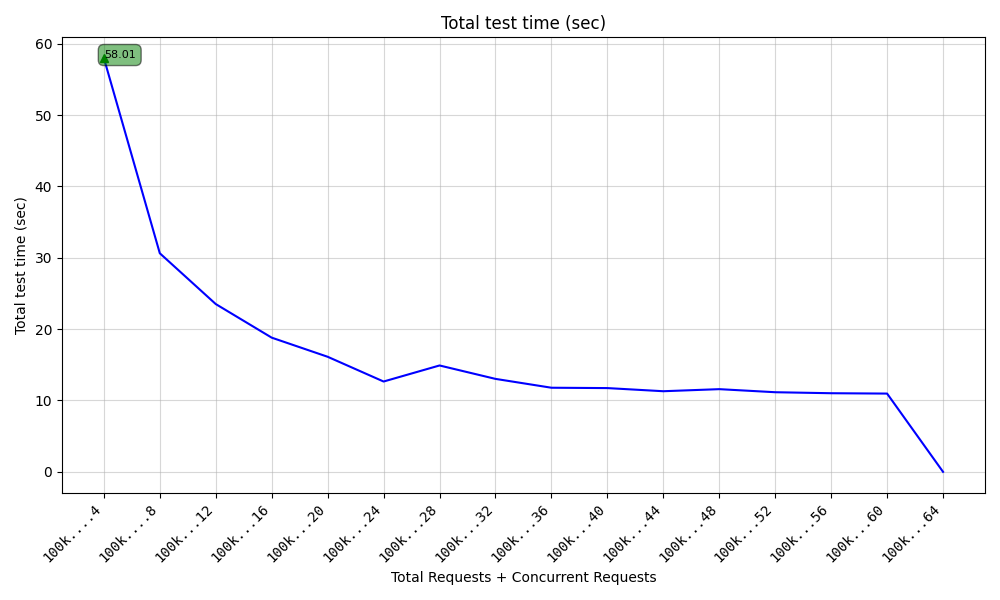 Total test time (sec)
58.01
Total test time (sec)
60
50
40
30
20
10
0
100k....4
100k....8
100k...12
100k...16
100k...20
100k...24
100k...28
100k...32
100k...36
100k...40
100k...44
100k...48
100k...52
100k...56
100k...60
100k...64
Total Requests + Concurrent Requests